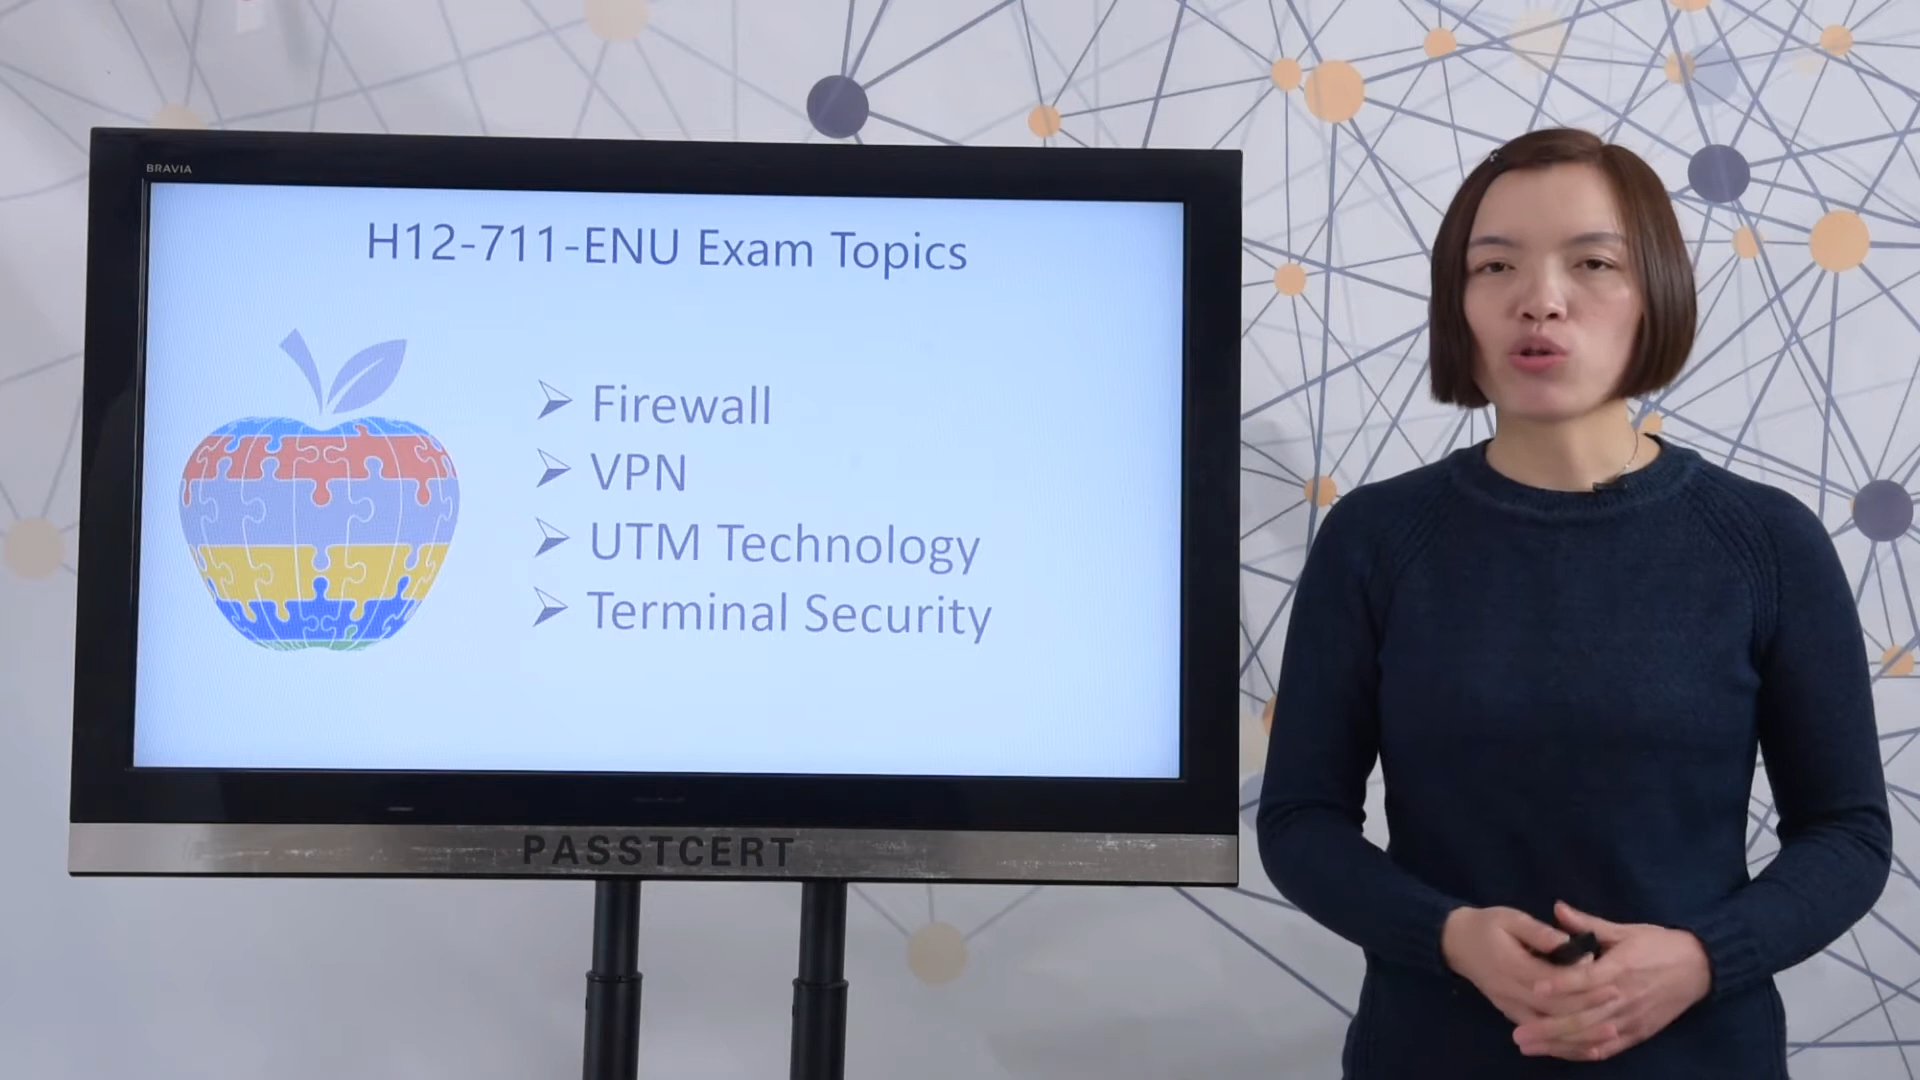 BRAVIA
H12-711-ENU Exam Topics
Firewall
VPN
UTM Technology
Terminal Security
PASSTCERT